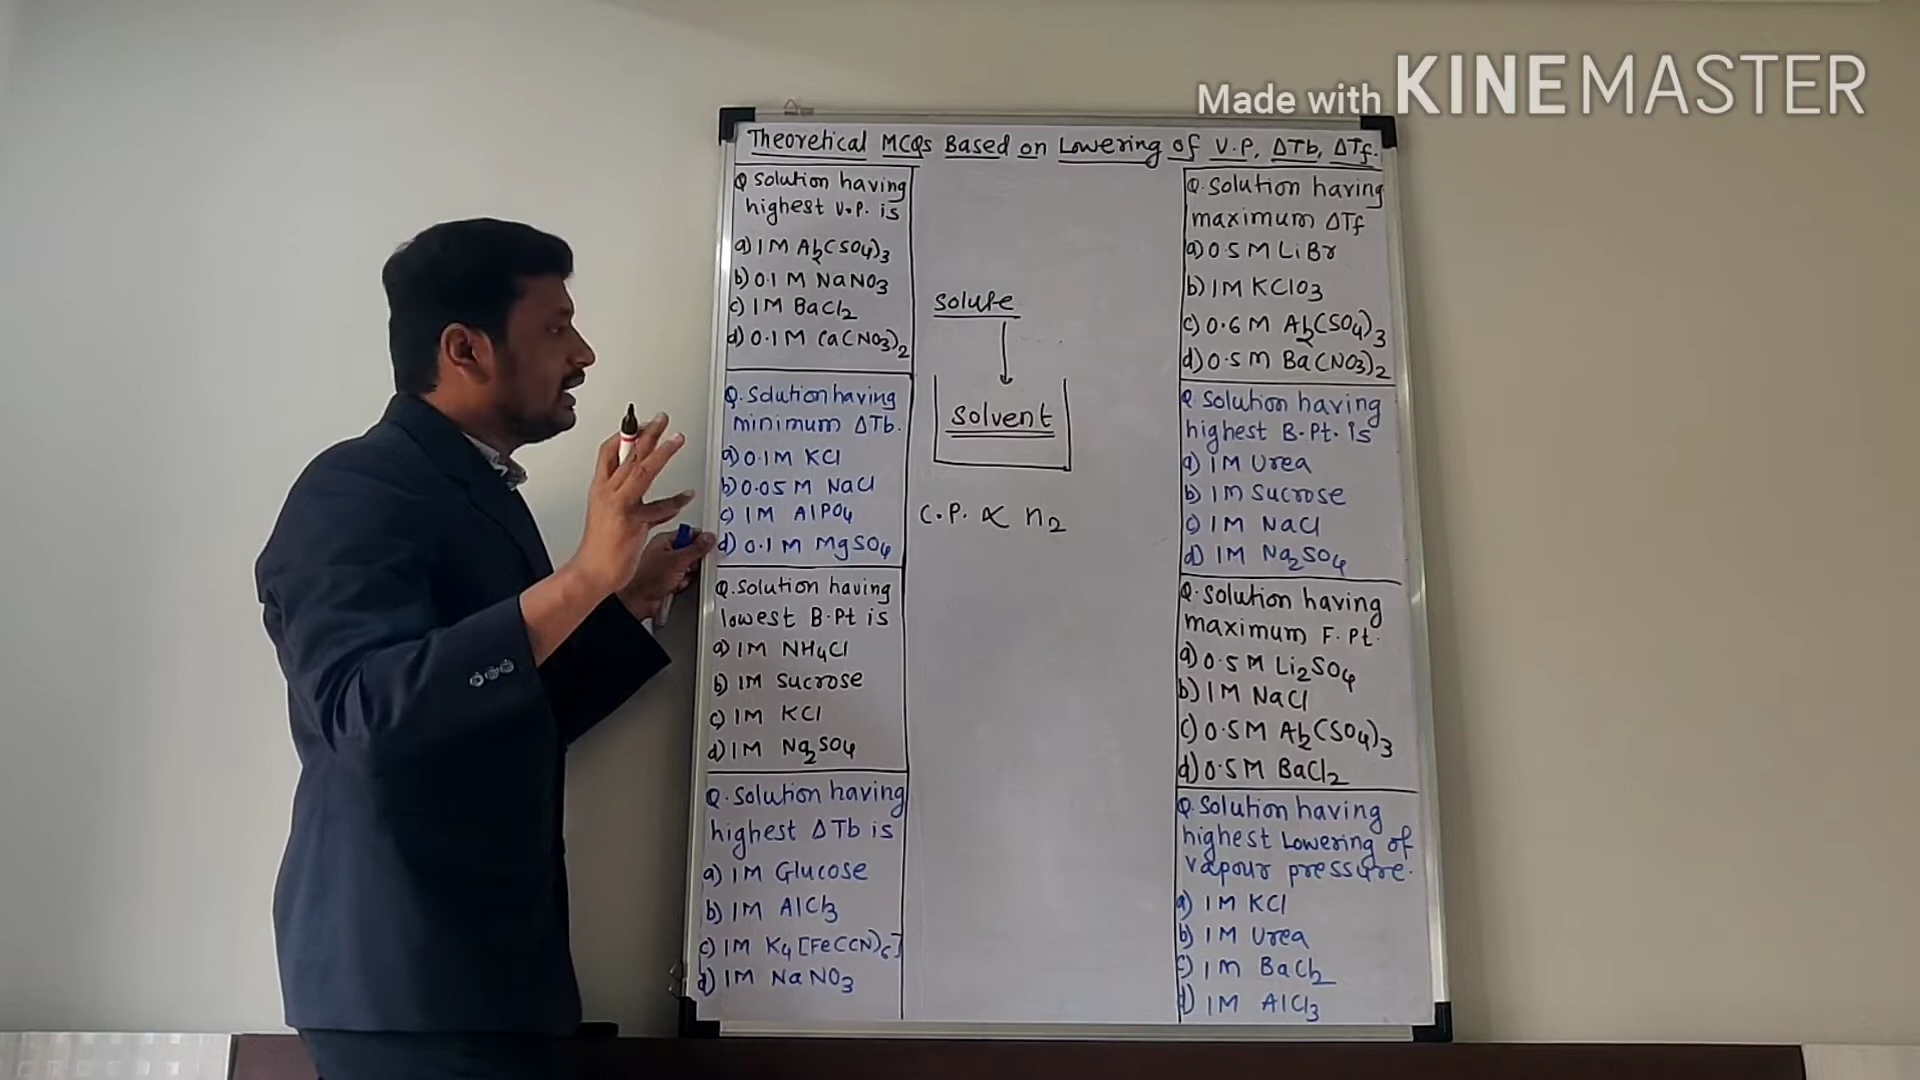 Made with KINEMASTER
Theoretical MCQs Based on Lowering of V.P, ΔTb, ΔTf.
Q Solution having
highest V.P. is
a) 1M Al2(SO4)3
b) 0.1 M NaNO3
c) 1M BaCl2
d) 0.1M Ca(NO3)2
Q. Solution having
minimum ΔTb.
a) 0.1M KCl
b) 0.05 M NaCl
c) 1M AlPO4
d) 0.1 M MgSO4
Q. Solution having
lowest B.Pt is
a) 1M NH4Cl
b) 1M Sucrose
c) 1M KCl
d) 1M Na2SO4
Q. Solution having
highest ΔTb is
a) 1M Glucose
b) 1M AlCl3
c) 1M K4[Fe(CN)6]
d) 1M NaNO3
Solute
Solvent
C.P. ∝ n2
Q. Solution having
maximum ΔTf
a) 0.5 M LiBr
b) 1M KClO3
c) 0.6 M Al2(SO4)3
d) 0.5 M Ba(NO3)2
Q Solution having
highest B.Pt. is
a) 1M Urea
b) 1M Sucrose
c) 1M NaCl
d) 1M Na2SO4
Q. Solution having
maximum F.Pt.
a) 0.5 M Li2SO4
b) 1M NaCl
c) 0.5 M Al2(SO4)3
d) 0.5M BaCl2
Q. Solution having
highest Lowering of
vapour pressure.
a) 1M KCl
b) 1M Urea
c) 1M BaCl2
d) 1M AlCl3